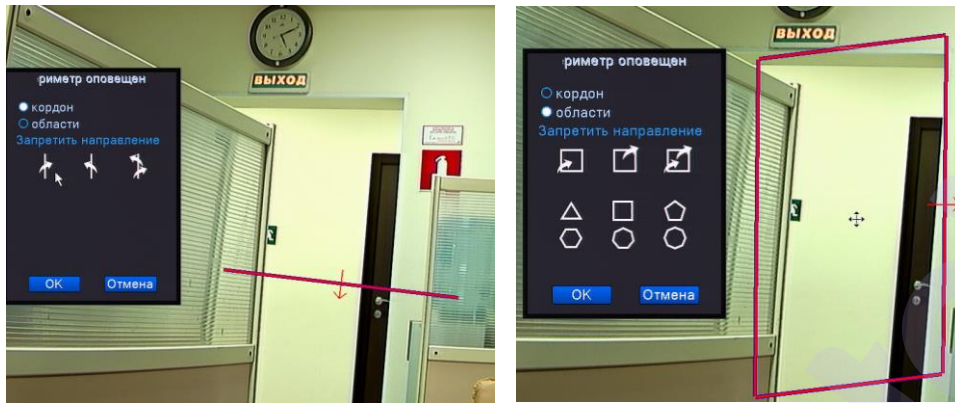 ВЫХОД
риметр оповещен
кордон
области
Запретить направление
OK
Отмена
ВЫХОД
риметр оповещен
кордон
области
Запретить направление
OK
Отмена